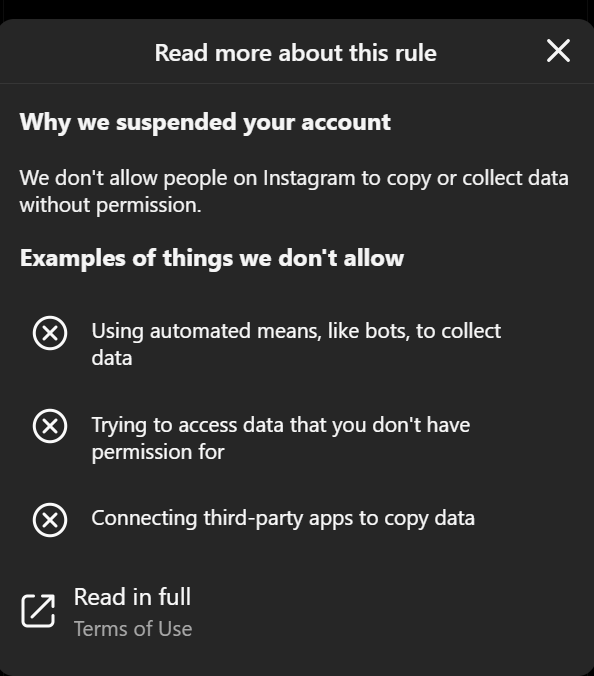 Read more about this rule
Why we suspended your account
We don't allow people on Instagram to copy or collect data
without permission.
Examples of things we don't allow
Using automated means, like bots, to collect
data
Trying to access data that you don't have
permission for
Connecting third-party apps to copy data
Read in full
Terms of Use